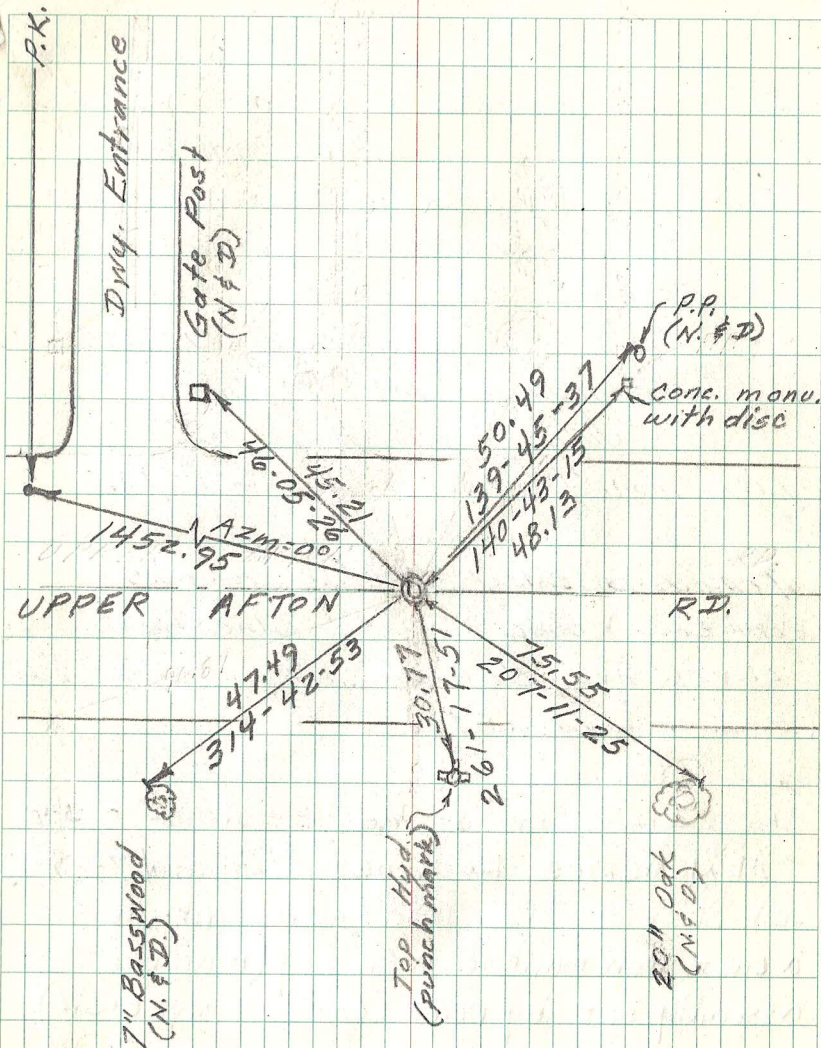 P.K.
Dwy. Entrance
Gate Post
(N & D)
P.P.
(N. & D)
Conc. monu.
with disc
50.49
139-45-37
140-43-15
48.13
45.21
46.05-26
Azm=00
1452.95
UPPER AFTON RD.
47.49
314-42-53
30.77
261-17-51
75.55
207-11-25
7" Basswood
(N. & D.)
Top Hyd.
(punch mark)
20" Oak
(N & D.)